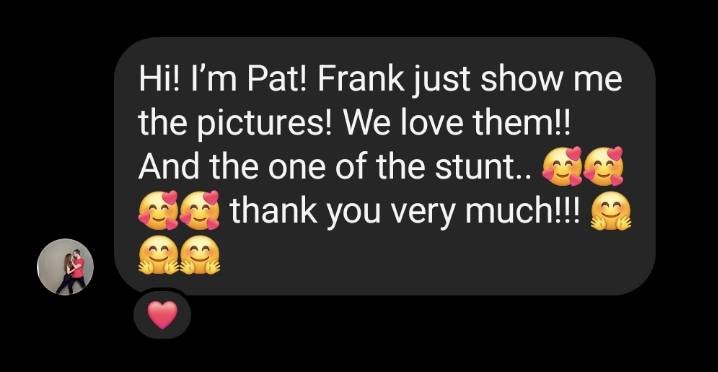 Hi! I’m Pat! Frank just show me
the pictures! We love them!!
And the one of the stunt.. 🥰🥰
🥰🥰 thank you very much!!! 🤗
🤗🤗
❤️